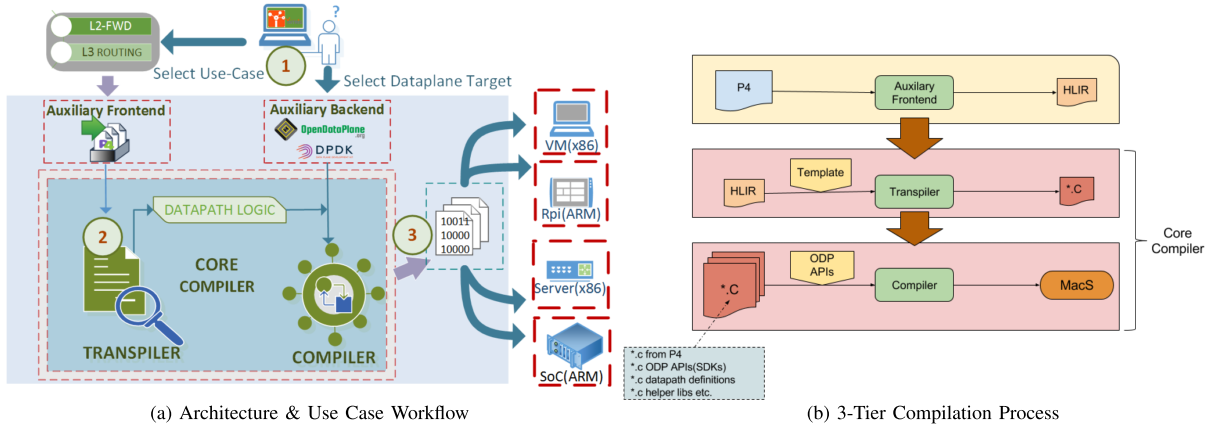 L2-FWD
L3 ROUTING
?
Select Use-Case
1
Select Dataplane Target
Auxiliary Frontend
P4
Auxiliary Backend
OpenDataPlane
.org
DPDK
DATAPATH LOGIC
2
CORE
COMPILER
TRANSPILER
COMPILER
3
10011
10000
10000
VM(x86)
Rpi(ARM)
Server(x86)
SoC(ARM)
(a) Architecture & Use Case Workflow
P4
Auxilary
Frontend
HLIR
HLIR
Template
Transpiler
*.C
*.C
ODP
APIs
Compiler
MacS
Core
Compiler
*.c from P4
*.c ODP APIs(SDKs)
*.c datapath definitions
*.c helper libs etc.
(b) 3-Tier Compilation Process